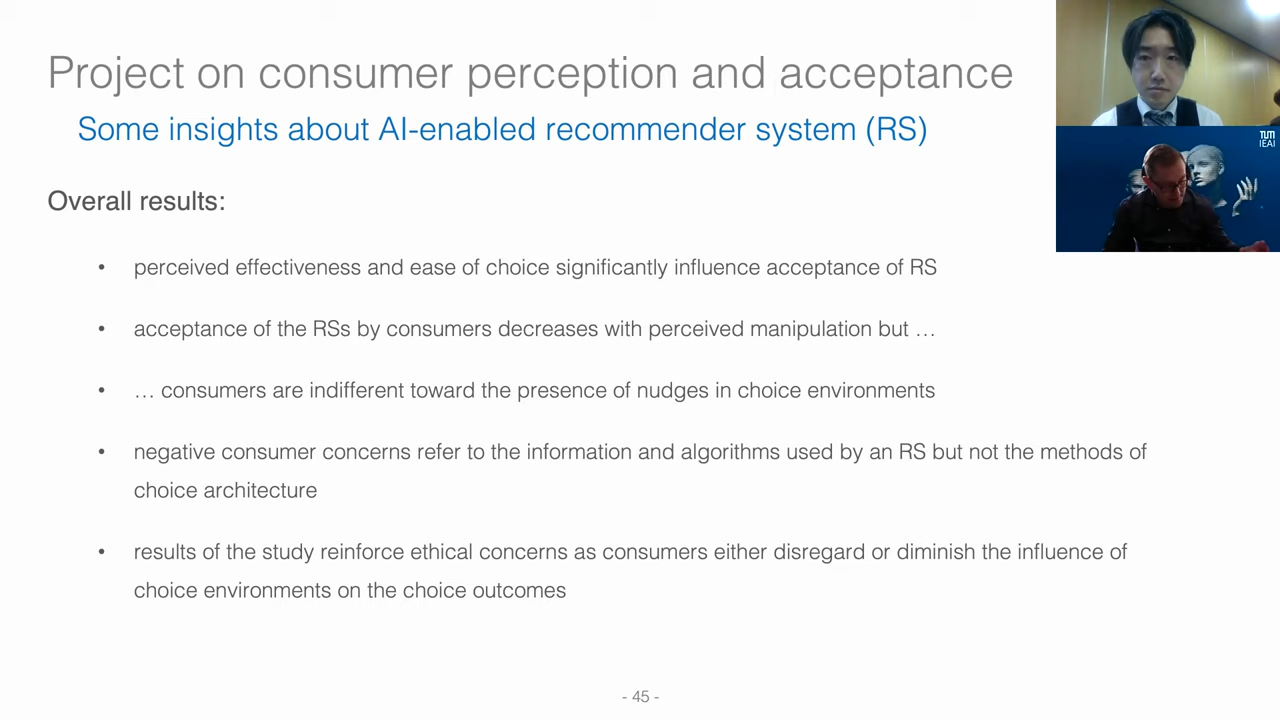 Project on consumer perception and acceptance
Some insights about AI-enabled recommender system (RS)
TUM
IEAI
Overall results:
• perceived effectiveness and ease of choice significantly influence acceptance of RS
• acceptance of the RSs by consumers decreases with perceived manipulation but …
• … consumers are indifferent toward the presence of nudges in choice environments
• negative consumer concerns refer to the information and algorithms used by an RS but not the methods of
choice architecture
• results of the study reinforce ethical concerns as consumers either disregard or diminish the influence of
choice environments on the choice outcomes
- 45 -